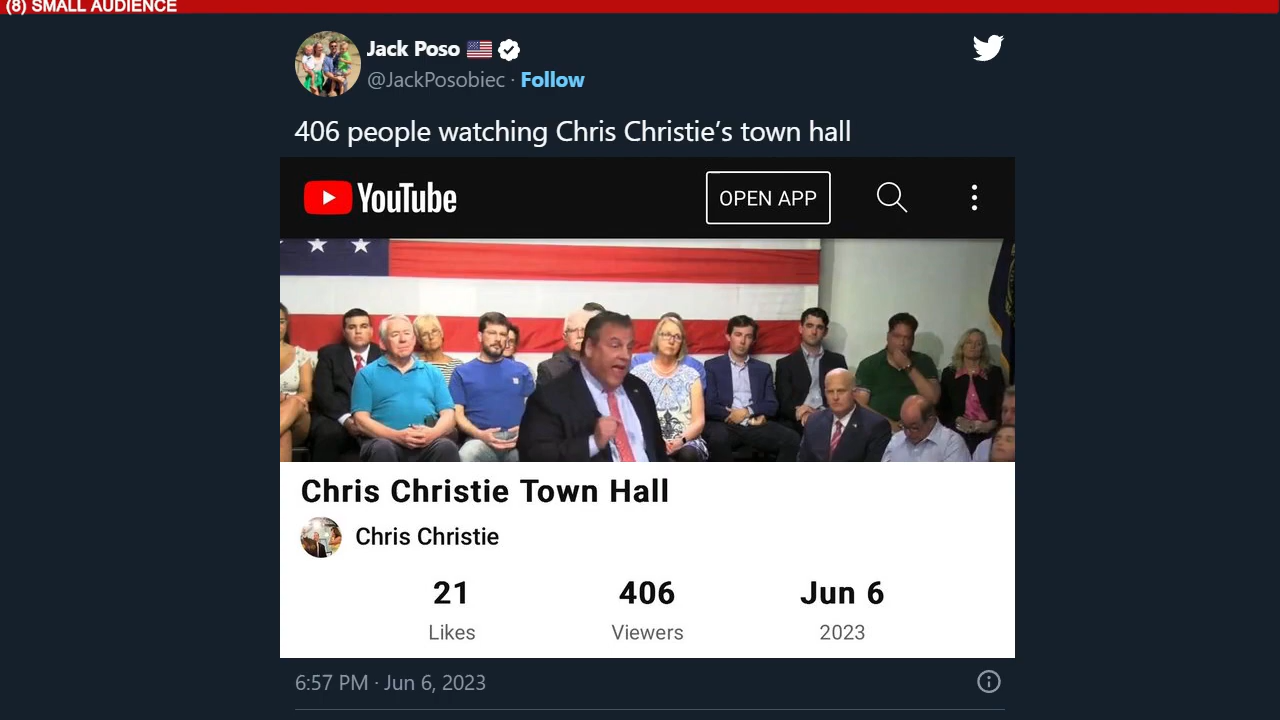 (8) SMALL AUDIENCE
Jack Poso
@JackPosobiec · Follow
406 people watching Chris Christie’s town hall
YouTube
OPEN APP
Chris Christie Town Hall
Chris Christie
21 406 Jun 6
Likes Viewers 2023
6:57 PM · Jun 6, 2023